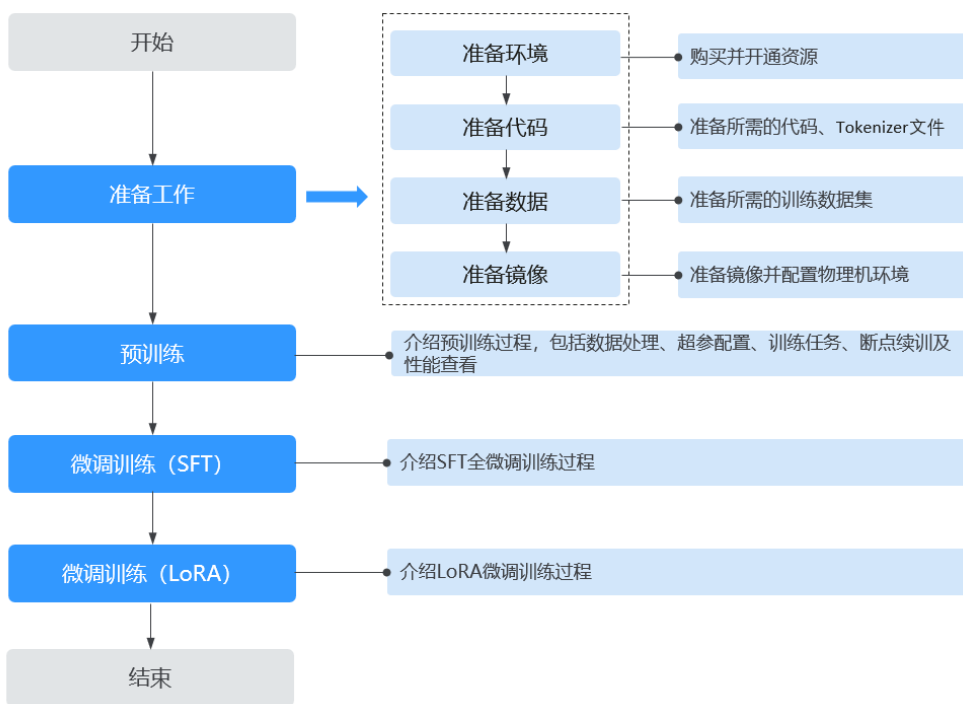 开始
准备工作
准备环境
购买并开通资源
准备代码
准备所需的代码、Tokenizer文件
准备数据
准备所需的训练数据集
准备镜像
准备镜像并配置物理机环境
预训练
介绍预训练过程，包括数据处理、超参配置、训练任务、断点续训及
性能查看
微调训练（SFT）
介绍SFT全微调训练过程
微调训练（LoRA）
介绍LoRA微调训练过程
结束